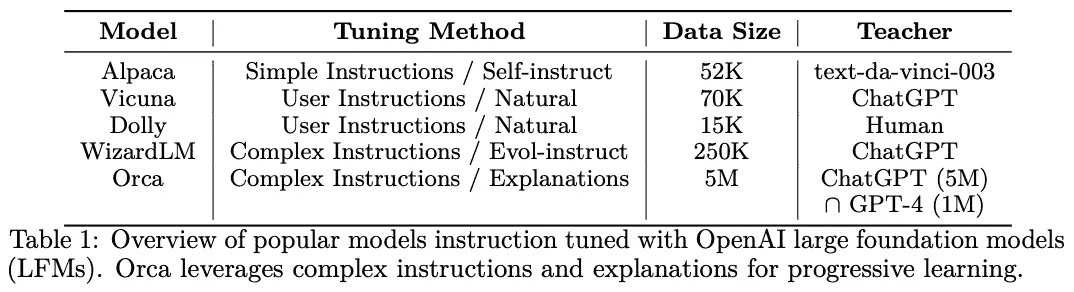 Model Tuning Method Data Size Teacher
Alpaca Simple Instructions / Self-instruct 52K text-da-vinci-003
Vicuna User Instructions / Natural 70K ChatGPT
Dolly User Instructions / Natural 15K Human
WizardLM Complex Instructions / Evol-instruct 250K ChatGPT
Orca Complex Instructions / Explanations 5M ChatGPT (5M)
∩ GPT-4 (1M)
Table 1: Overview of popular models instruction tuned with OpenAI large foundation models
(LFMs). Orca leverages complex instructions and explanations for progressive learning.